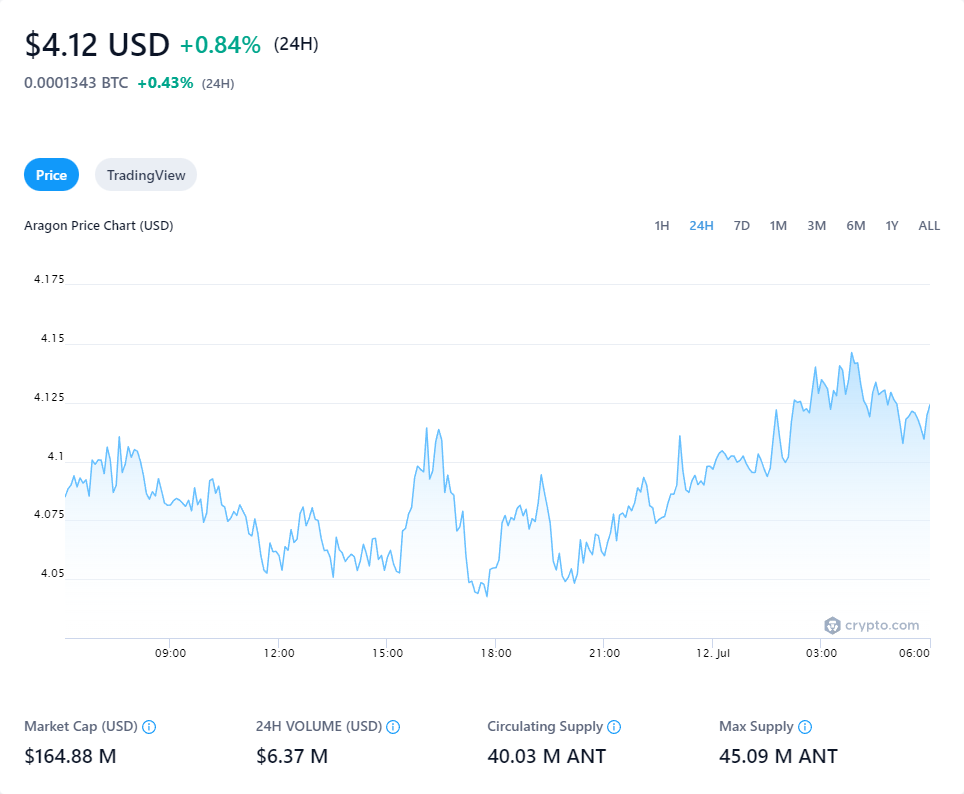 $4.12 USD +0.84% (24H)
0.0001343 BTC +0.43% (24H)
Price TradingView
Aragon Price Chart (USD) 1H 24H 7D 1M 3M 6M 1Y ALL
4.175
4.15
4.125
4.1
4.075
4.05
crypto.com
09:00 12:00 15:00 18:00 21:00 12. Jul 03:00 06:00
Market Cap (USD) 24H VOLUME (USD) Circulating Supply Max Supply
$164.88 M $6.37 M 40.03 M ANT 45.09 M ANT